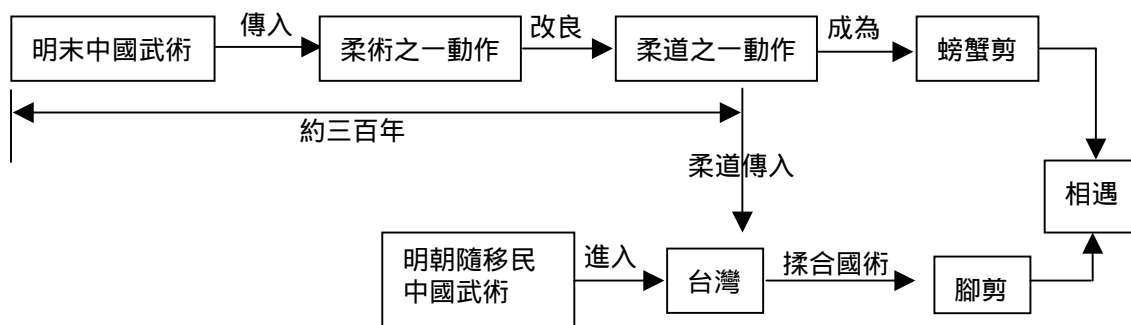 傳入
改良
成為
明末中國武術
柔術之一動作
柔道之一動作
螃蟹剪
約三百年
柔道傳入
相遇
明朝隨移民
中國武術
進入
台灣
揉合國術
腳剪